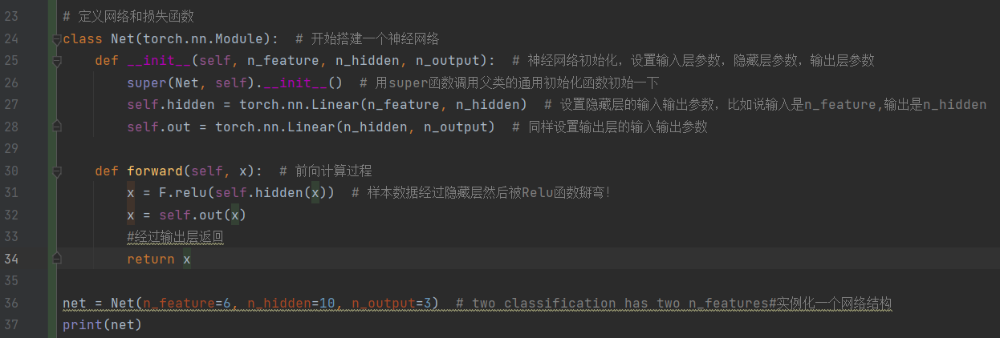 23 # 定义网络和损失函数
24 class Net(torch.nn.Module):  # 开始搭建一个神经网络
25     def __init__(self, n_feature, n_hidden, n_output):  # 神经网络初始化，设置输入层参数，隐藏层参数，输出层参数
26         super(Net, self).__init__()  # 用super函数调用父类的通用初始化函数初始一下
27         self.hidden = torch.nn.Linear(n_feature, n_hidden)  # 设置隐藏层的输入输出参数，比如说输入是n_feature,输出是n_hidden
28         self.out = torch.nn.Linear(n_hidden, n_output)  # 同样设置输出层的输入输出参数
29
30     def forward(self, x):  # 前向计算过程
31         x = F.relu(self.hidden(x))  # 样本数据经过隐藏层然后被Relu函数掰弯！
32         x = self.out(x)
33         #经过输出层返回
34         return x
35
36 net = Net(n_feature=6, n_hidden=10, n_output=3)  # two classification has two n_features#实例化一个网络结构
37 print(net)